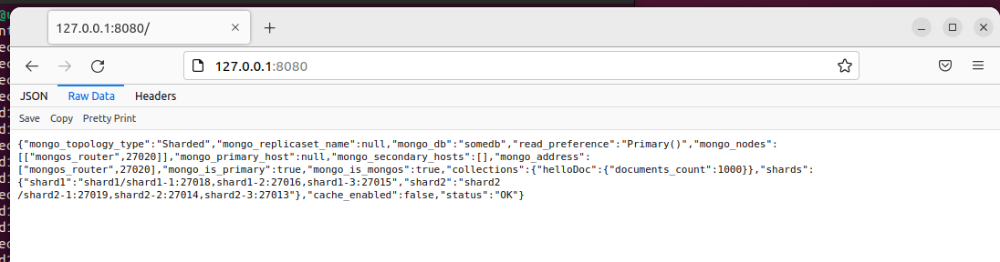 127.0.0.1:8080/
127.0.0.1:8080
JSON Raw Data Headers
Save Copy Pretty Print
{"mongo_topology_type":"Sharded","mongo_replicaset_name":null,"mongo_db":"somedb","read_preference":"Primary()","mongo_nodes":
[["mongos_router",27020]],"mongo_primary_host":null,"mongo_secondary_hosts":[],"mongo_address":
["mongos_router",27020],"mongo_is_primary":true,"mongo_is_mongos":true,"collections":{"helloDoc":{"documents_count":1000}},"shards":
{"shard1":"shard1/shard1-1:27018,shard1-2:27016,shard1-3:27015","shard2":"shard2
/shard2-1:27019,shard2-2:27014,shard2-3:27013"},"cache_enabled":false,"status":"OK"}